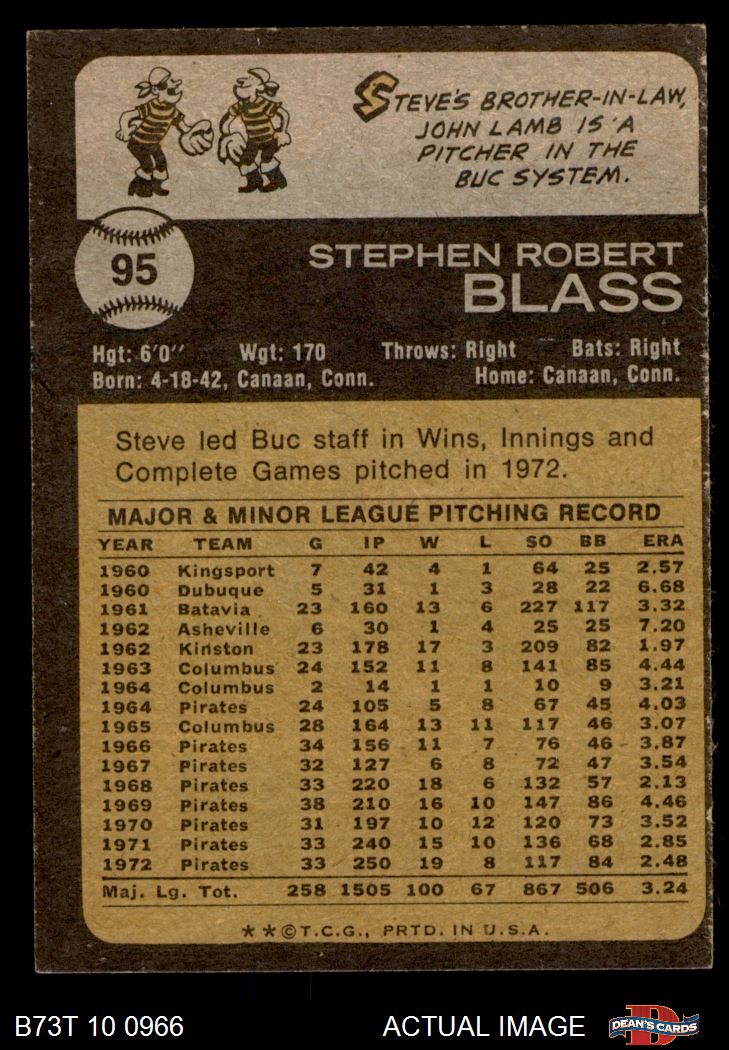 STEVE'S BROTHER-IN-LAW,
JOHN LAMB IS A
PITCHER IN THE
BUC SYSTEM.
95
STEPHEN ROBERT
BLASS
Hgt: 6'0" Wgt: 170 Throws: Right Bats: Right
Born: 4-18-42, Canaan, Conn. Home: Canaan, Conn.
Steve led Buc staff in Wins, Innings and
Complete Games pitched in 1972.
MAJOR & MINOR LEAGUE PITCHING RECORD
YEAR TEAM G IP W L SO BB ERA
1960 Kingsport 7 42 4 1 64 25 2.57
1960 Dubuque 5 31 1 3 28 22 6.68
1961 Batavia 23 160 13 6 227 117 3.32
1962 Asheville 6 30 1 4 25 25 7.20
1962 Kinston 23 178 17 3 209 82 1.97
1963 Columbus 24 152 11 8 141 85 4.44
1964 Columbus 2 14 1 1 10 9 3.21
1964 Pirates 24 105 5 8 67 45 4.03
1965 Columbus 28 164 13 11 117 46 3.07
1966 Pirates 34 156 11 7 76 46 3.87
1967 Pirates 32 127 6 8 72 47 3.54
1968 Pirates 33 220 18 6 132 57 2.13
1969 Pirates 38 210 16 10 147 86 4.46
1970 Pirates 31 197 10 12 120 73 3.52
1971 Pirates 33 240 15 10 136 68 2.85
1972 Pirates 33 250 19 8 117 84 2.48
Maj. Lg. Tot. 258 1505 100 67 867 506 3.24
**©T.C.G., PRTD. IN U.S.A.
B73T 10 0966 ACTUAL IMAGE DEAN'S CARDS